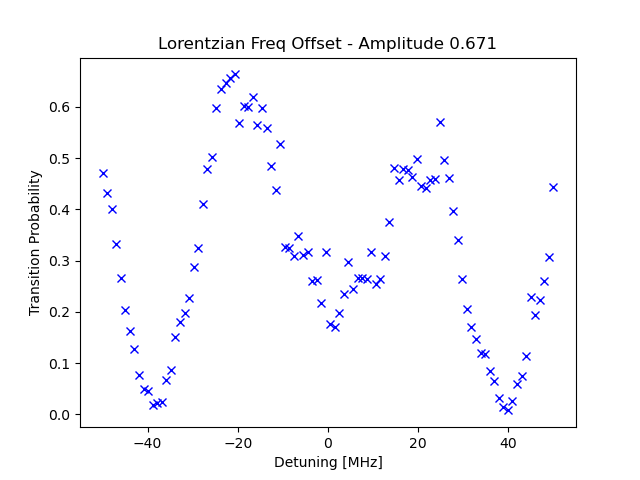 Lorentzian Freq Offset - Amplitude 0.671
Transition Probability
0.6
0.5
0.4
0.3
0.2
0.1
0.0
−40 −20 0 20 40
Detuning [MHz]